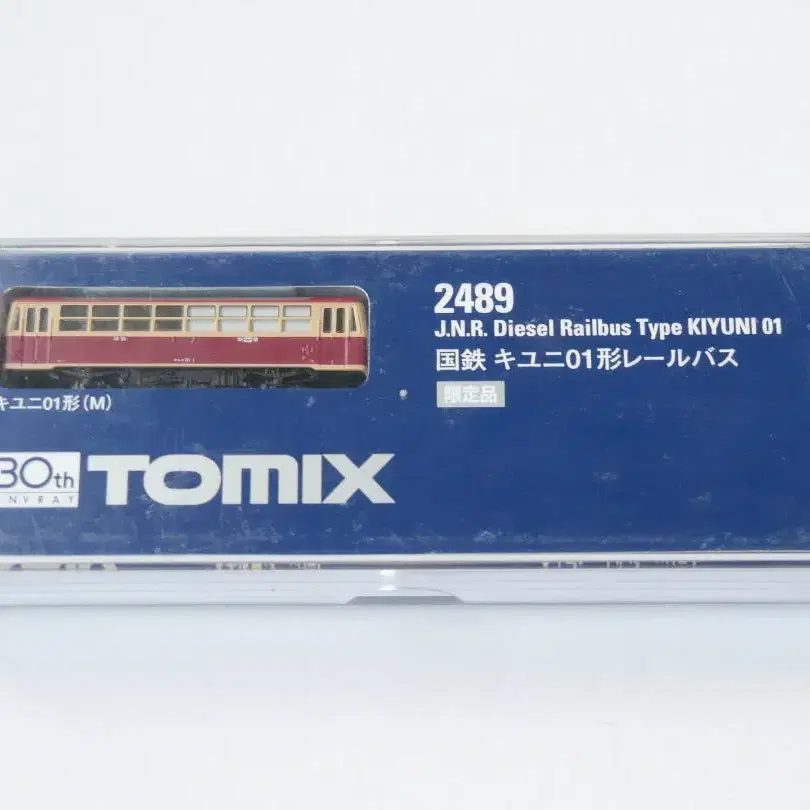 2489
J.N.R. Diesel Railbus Type KIYUNI 01
国鉄 キユニ01形レールバス
限定品
キユニ01形(M)
30th
TOMIX